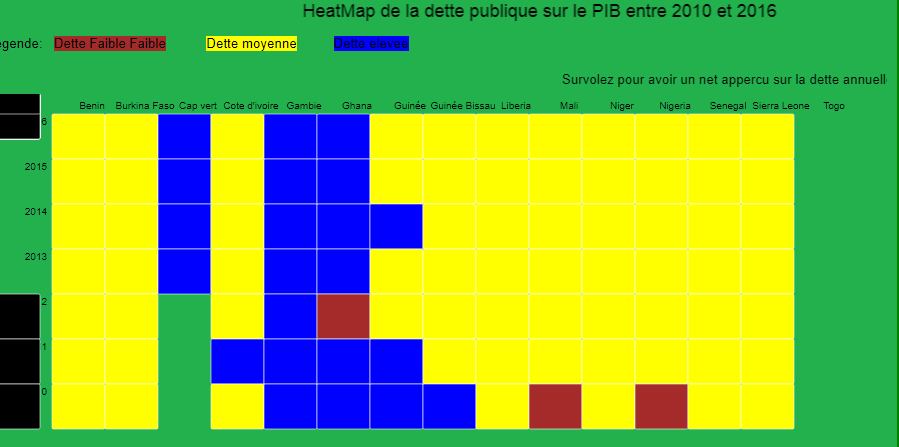 HeatMap de la dette publique sur le PIB entre 2010 et 2016
egende: Dette Faible Faible Dette moyenne Dette elevee
Survolez pour avoir un net appercu sur la dette annuell
Benin Burkina Faso Cap vert Cote d'ivoire Gambie Ghana Guinée Guinée Bissau Liberia Mali Niger Nigeria Senegal Sierra Leone Togo
6
2015
2014
2013
2
1
0